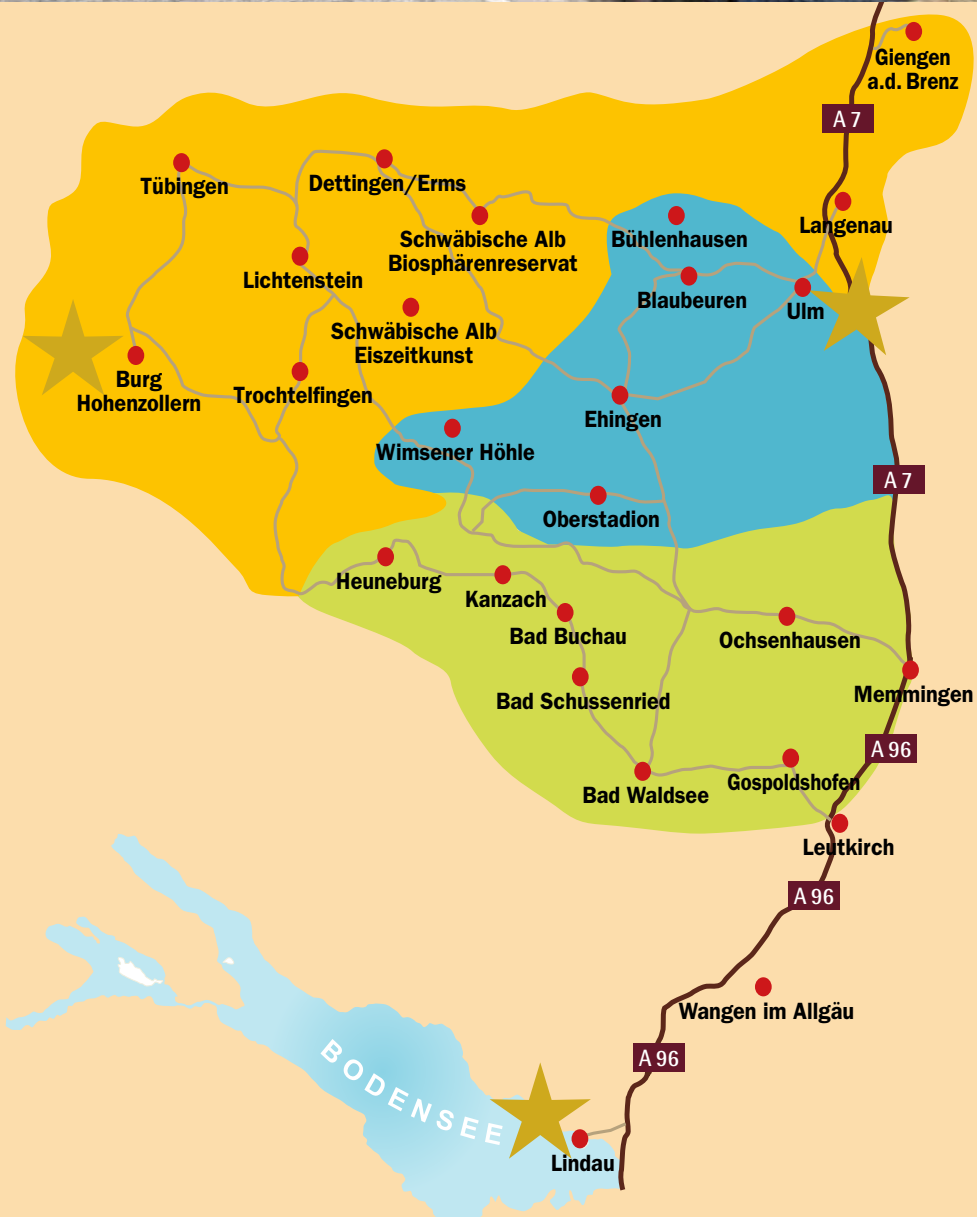 Giengen
a.d. Brenz
A 7
Tübingen
Dettingen/Erms
Langenau
Schwäbische Alb
Biosphärenreservat
Bühlenhausen
Lichtenstein
Blaubeuren
Ulm
Schwäbische Alb
Eiszeitkunst
Burg
Hohenzollern
Trochtelfingen
Ehingen
Wimsener Höhle
A 7
Oberstadion
Heuneburg
Kanzach
Bad Buchau
Ochsenhausen
Bad Schussenried
Memmingen
A 96
Gospoldshofen
Bad Waldsee
Leutkirch
A 96
Wangen im Allgäu
A 96
BODENSEE
Lindau